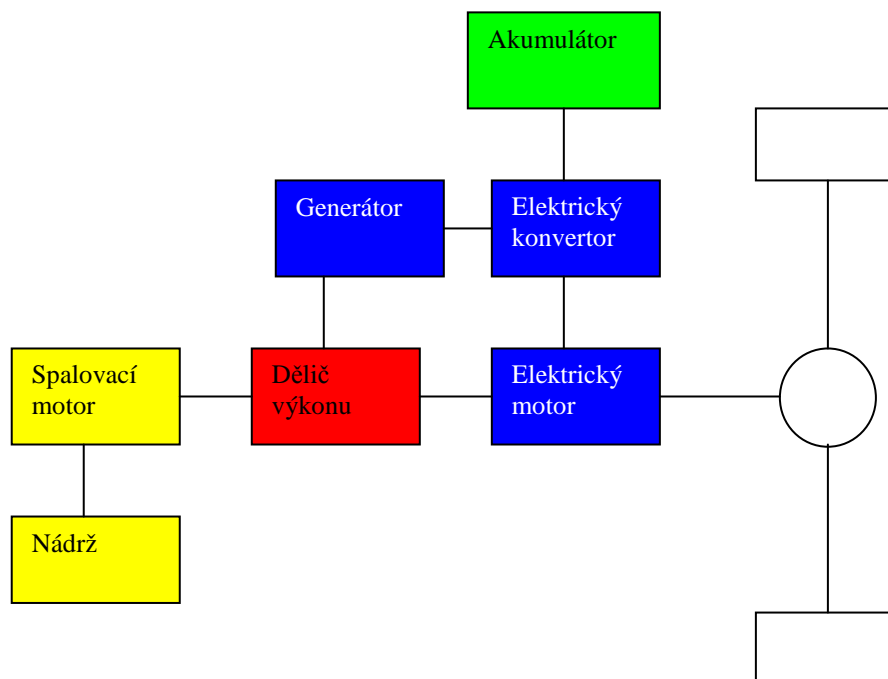 Akumulátor
Generátor
Elektrický
konvertor
Spalovací
motor
Dělič
výkonu
Elektrický
motor
Nádrž